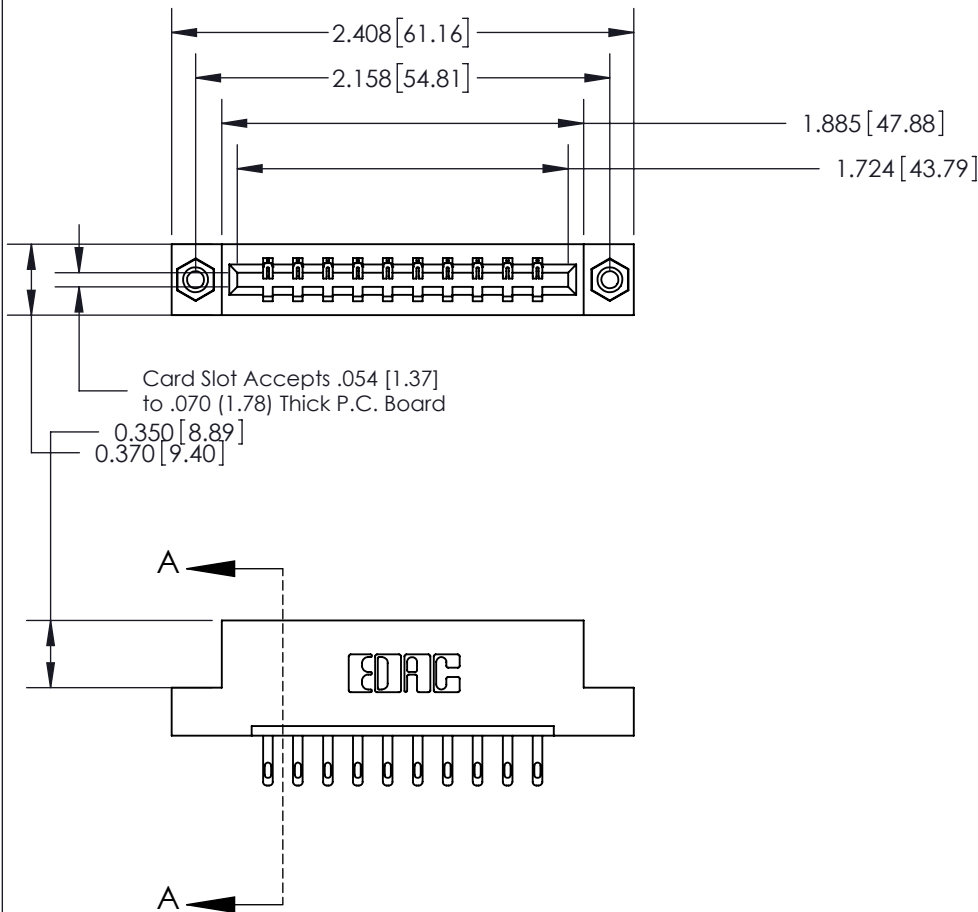 2.408 [61.16]
2.158 [54.81]
1.885 [47.88]
1.724 [43.79]
Card Slot Accepts .054 [1.37]
to .070 (1.78) Thick P.C. Board
0.350 [8.89]
0.370 [9.40]
A
EDAC
A